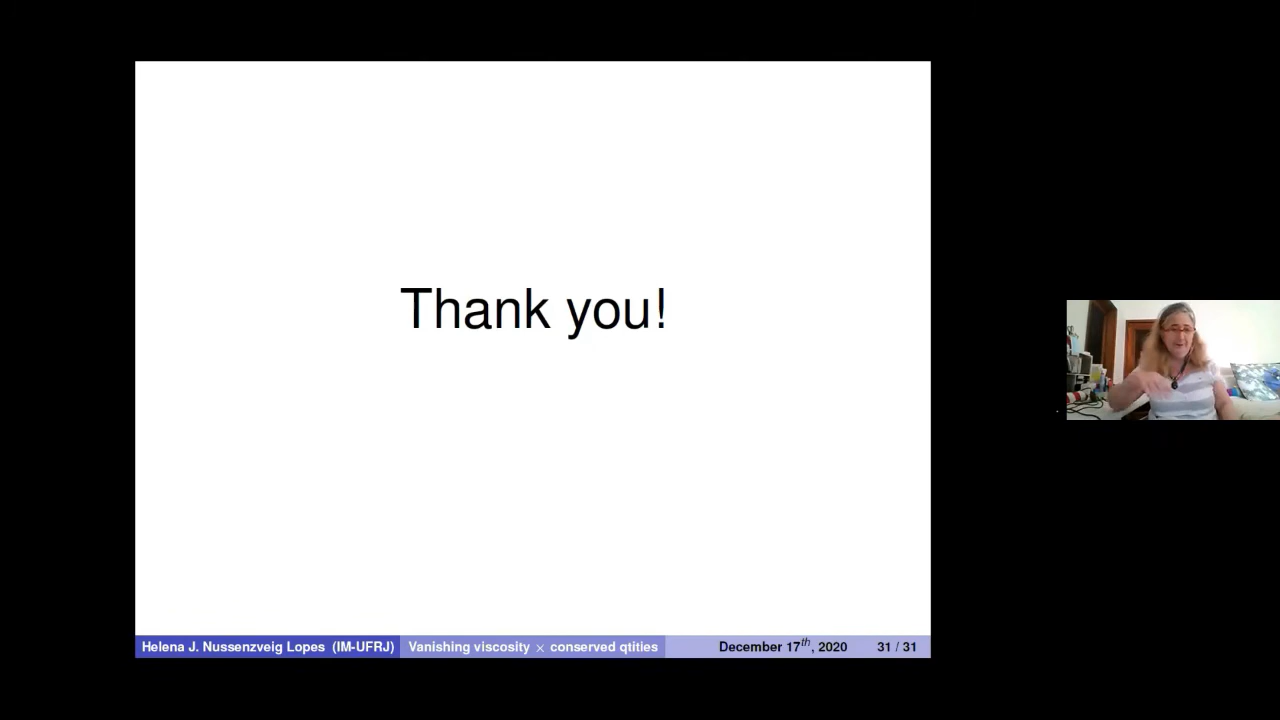 Thank you!
Helena J. Nussenzveig Lopes (IM-UFRJ) Vanishing viscosity × conserved qtities December 17th, 2020 31 / 31